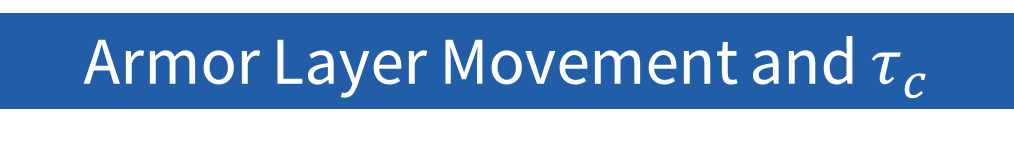 Armor Layer Movement and τ_c